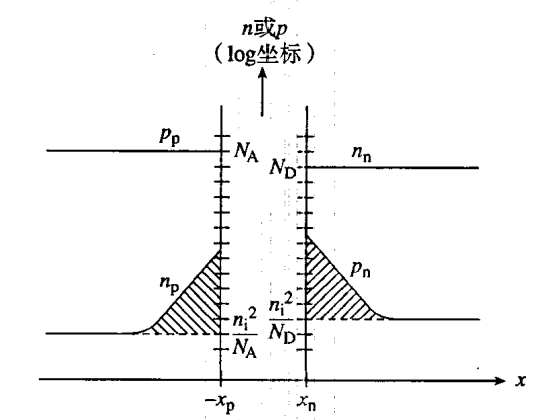 n或p
(log坐标)
p_p
N_A
N_D
n_n
n_p
p_n
n_i^2/N_A
n_i^2/N_D
x
-x_p
x_n